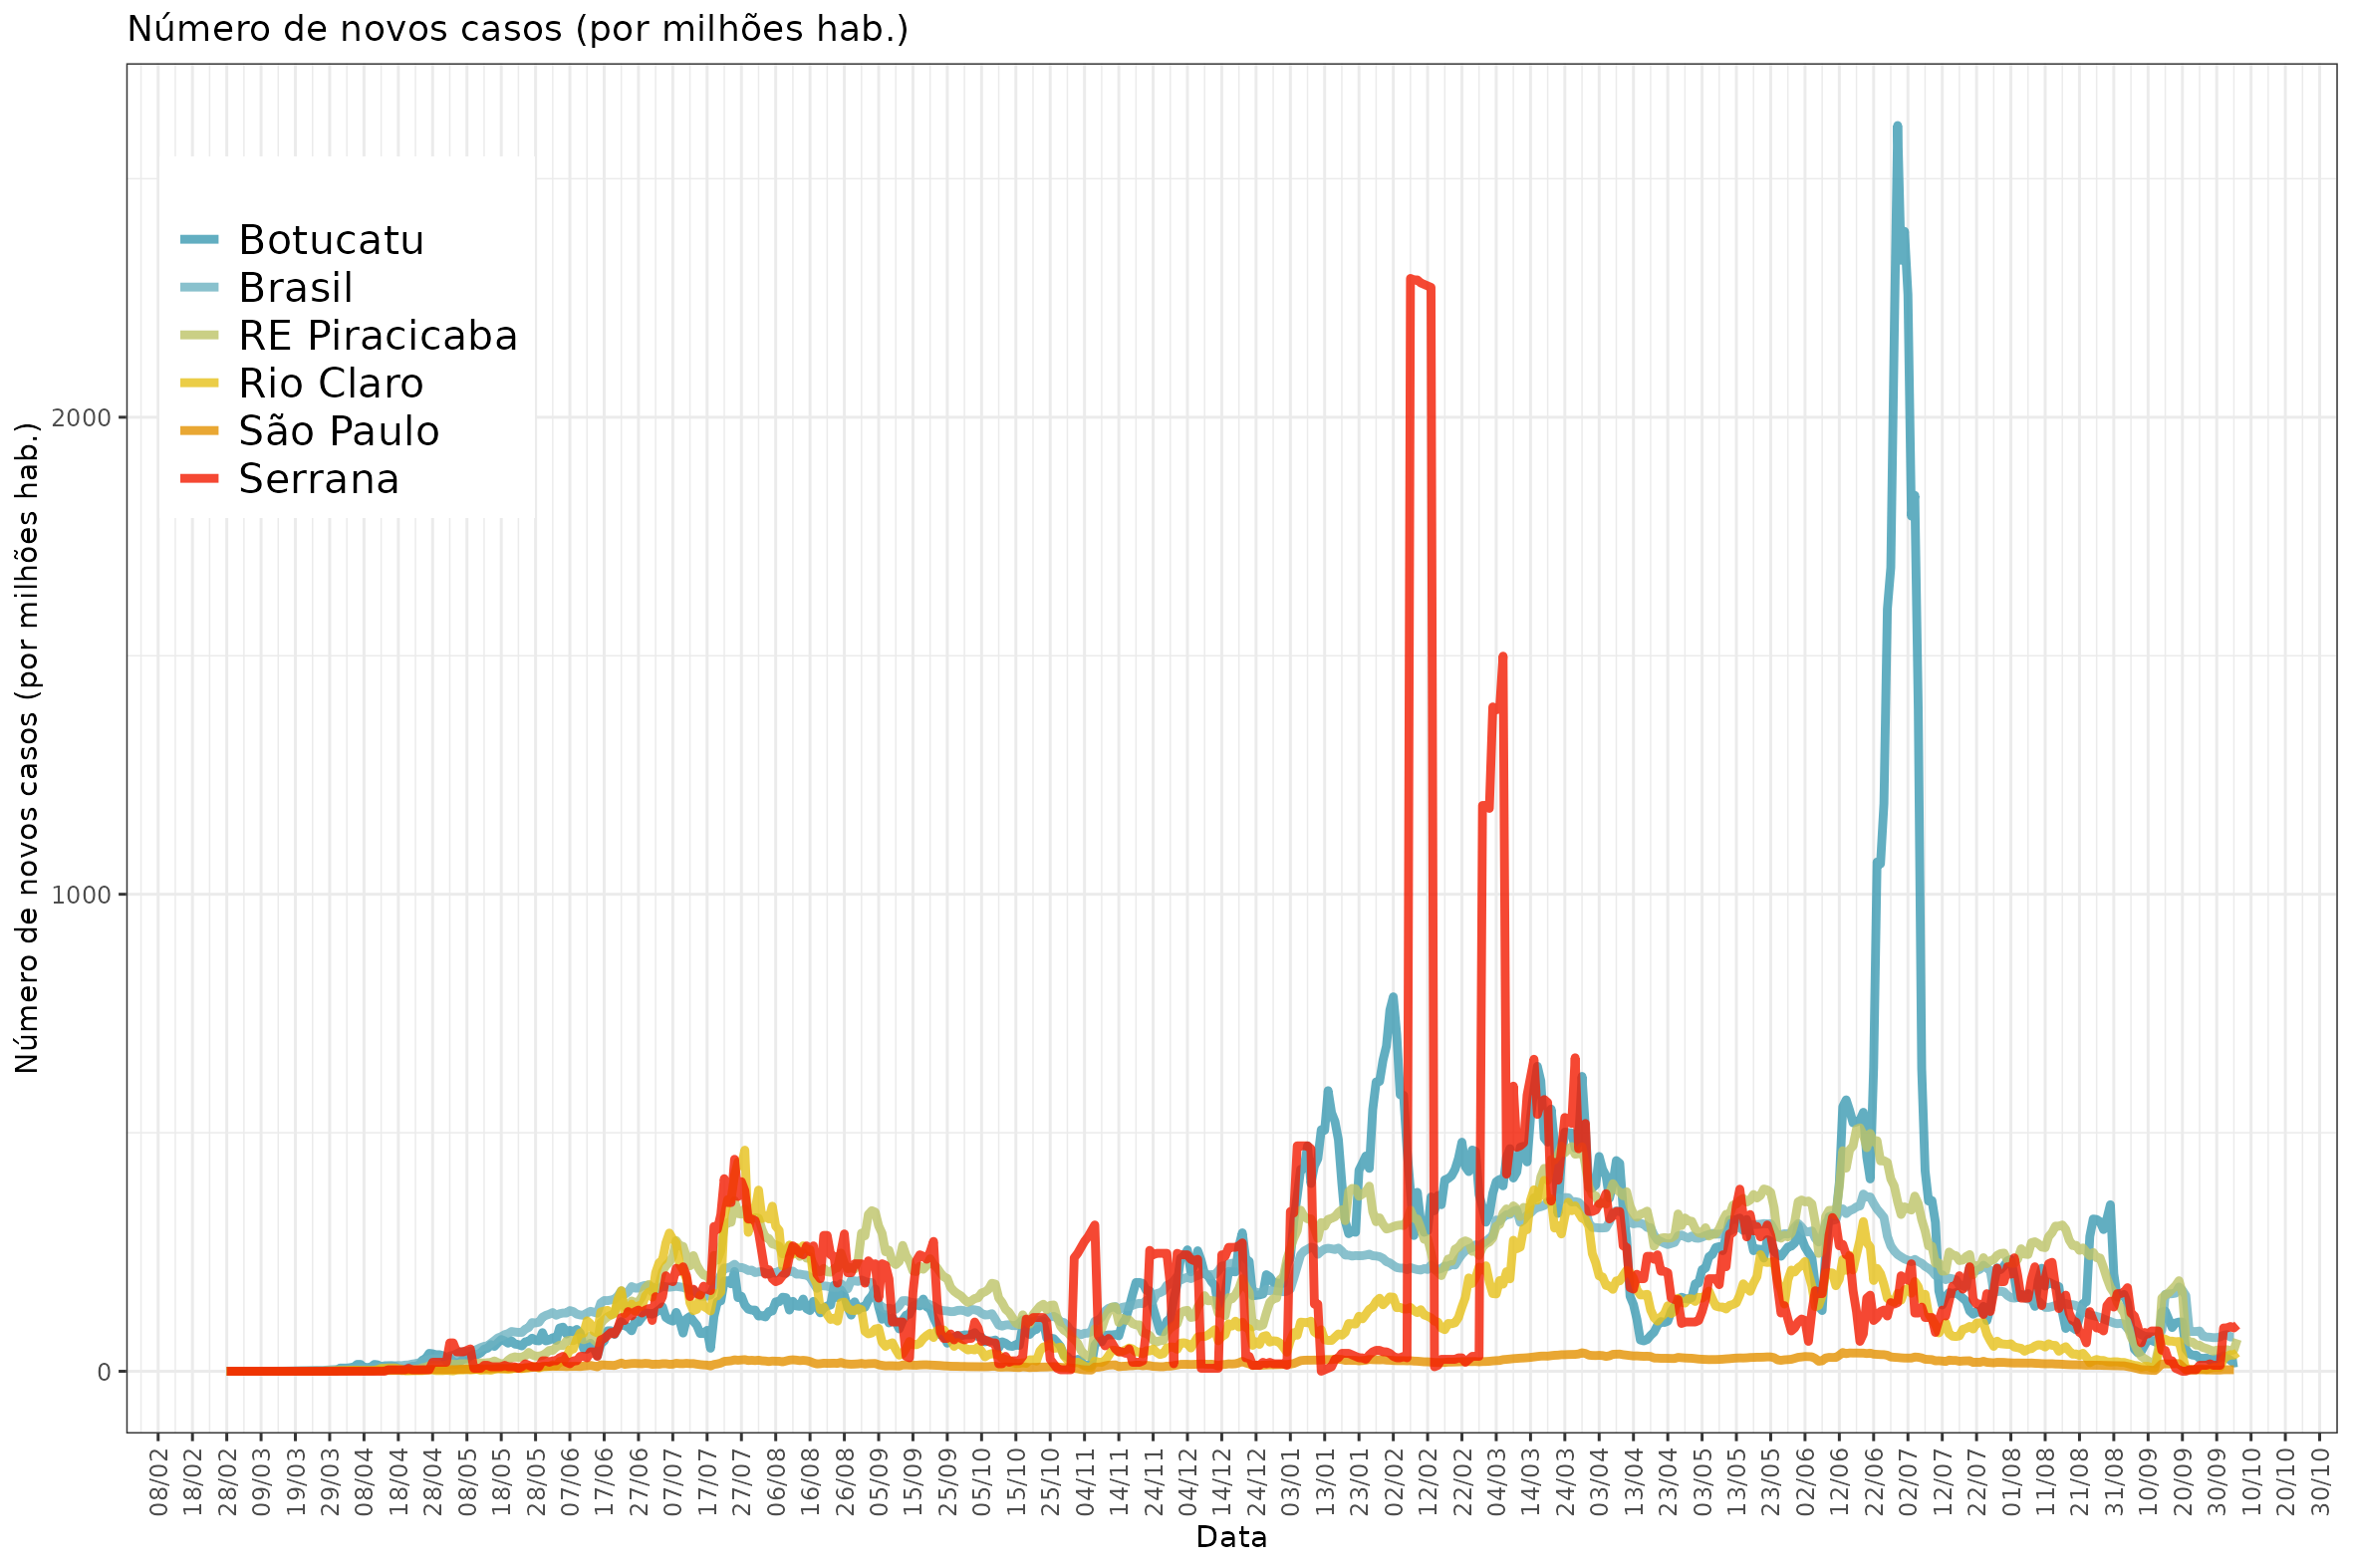 Número de novos casos (por milhões hab.)
Número de novos casos (por milhões hab.)
2000
1000
0
Botucatu
Brasil
RE Piracicaba
Rio Claro
São Paulo
Serrana
08/02 18/02 28/02 09/03 19/03 29/03 08/04 18/04 28/04 08/05 18/05 28/05 07/06 17/06 27/06 07/07 17/07 27/07 06/08 16/08 26/08 05/09 15/09 25/09 05/10 15/10 25/10 04/11 14/11 24/11 04/12 14/12 24/12 03/01 13/01 23/01 02/02 12/02 22/02 04/03 14/03 24/03 03/04 13/04 23/04 03/05 13/05 23/05 02/06 12/06 22/06 02/07 12/07 22/07 01/08 11/08 21/08 31/08 10/09 20/09 30/09 10/10 20/10 30/10
Data